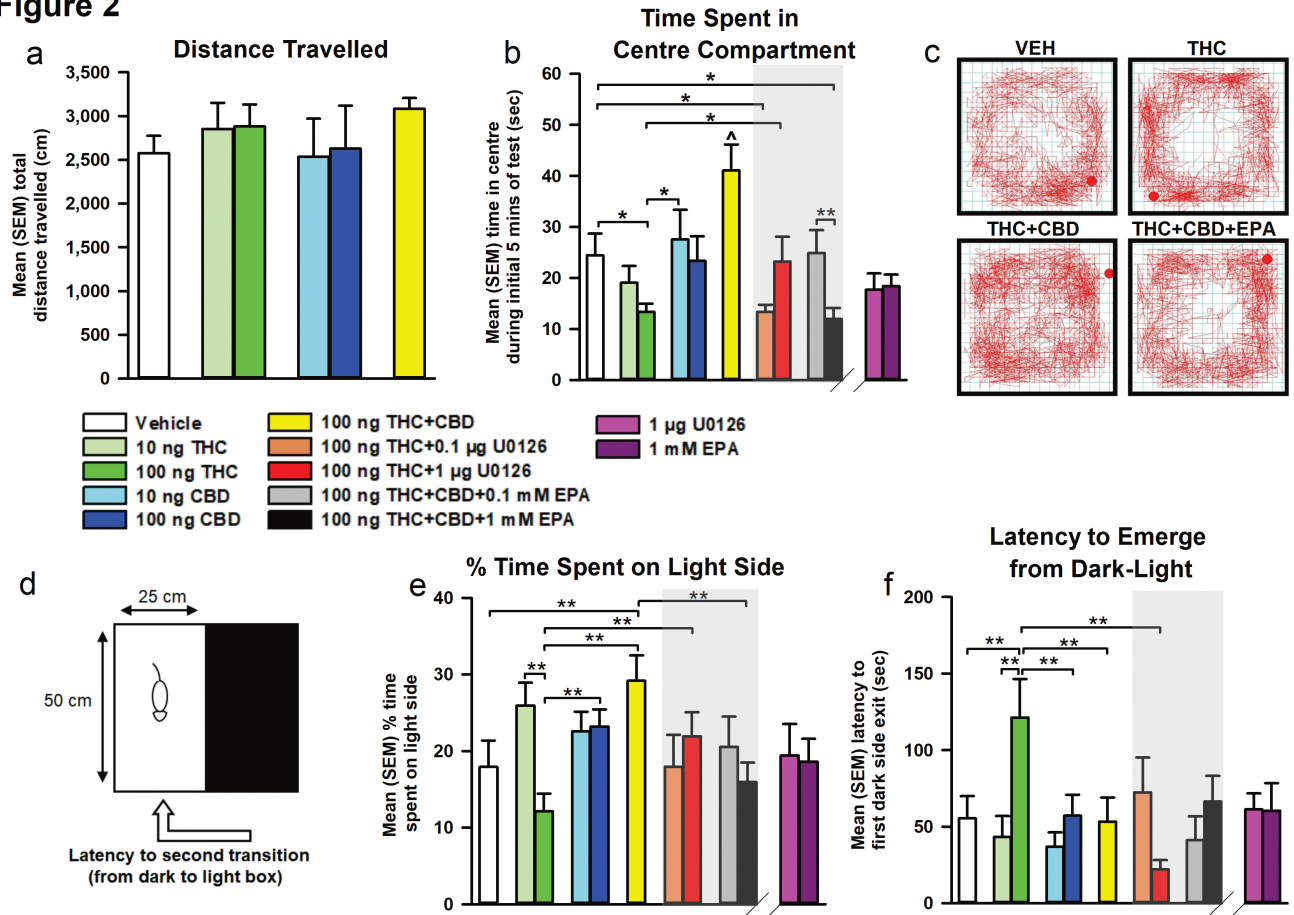 Figure 2
a
Distance Travelled
Mean (SEM) total
distance travelled (cm)
3,500
3,000
2,500
2,000
1,500
1,000
500
0
b
Time Spent in
Centre Compartment
Mean (SEM) time in centre
during initial 5 mins of test (sec)
60
50
40
30
20
10
0
*
*
*
^
*
*
**
c
VEH
THC
THC+CBD
THC+CBD+EPA
Vehicle
10 ng THC
100 ng THC
10 ng CBD
100 ng CBD
100 ng THC+CBD
100 ng THC+0.1 µg U0126
100 ng THC+1 µg U0126
100 ng THC+CBD+0.1 mM EPA
100 ng THC+CBD+1 mM EPA
1 µg U0126
1 mM EPA
d
25 cm
50 cm
Latency to second transition
(from dark to light box)
e
% Time Spent on Light Side
Mean (SEM) % time
spent on light side
40
30
20
10
0
**
**
**
**
**
**
f
Latency to Emerge
from Dark-Light
Mean (SEM) latency to
first dark side exit (sec)
200
150
100
50
0
**
**
**
**
**